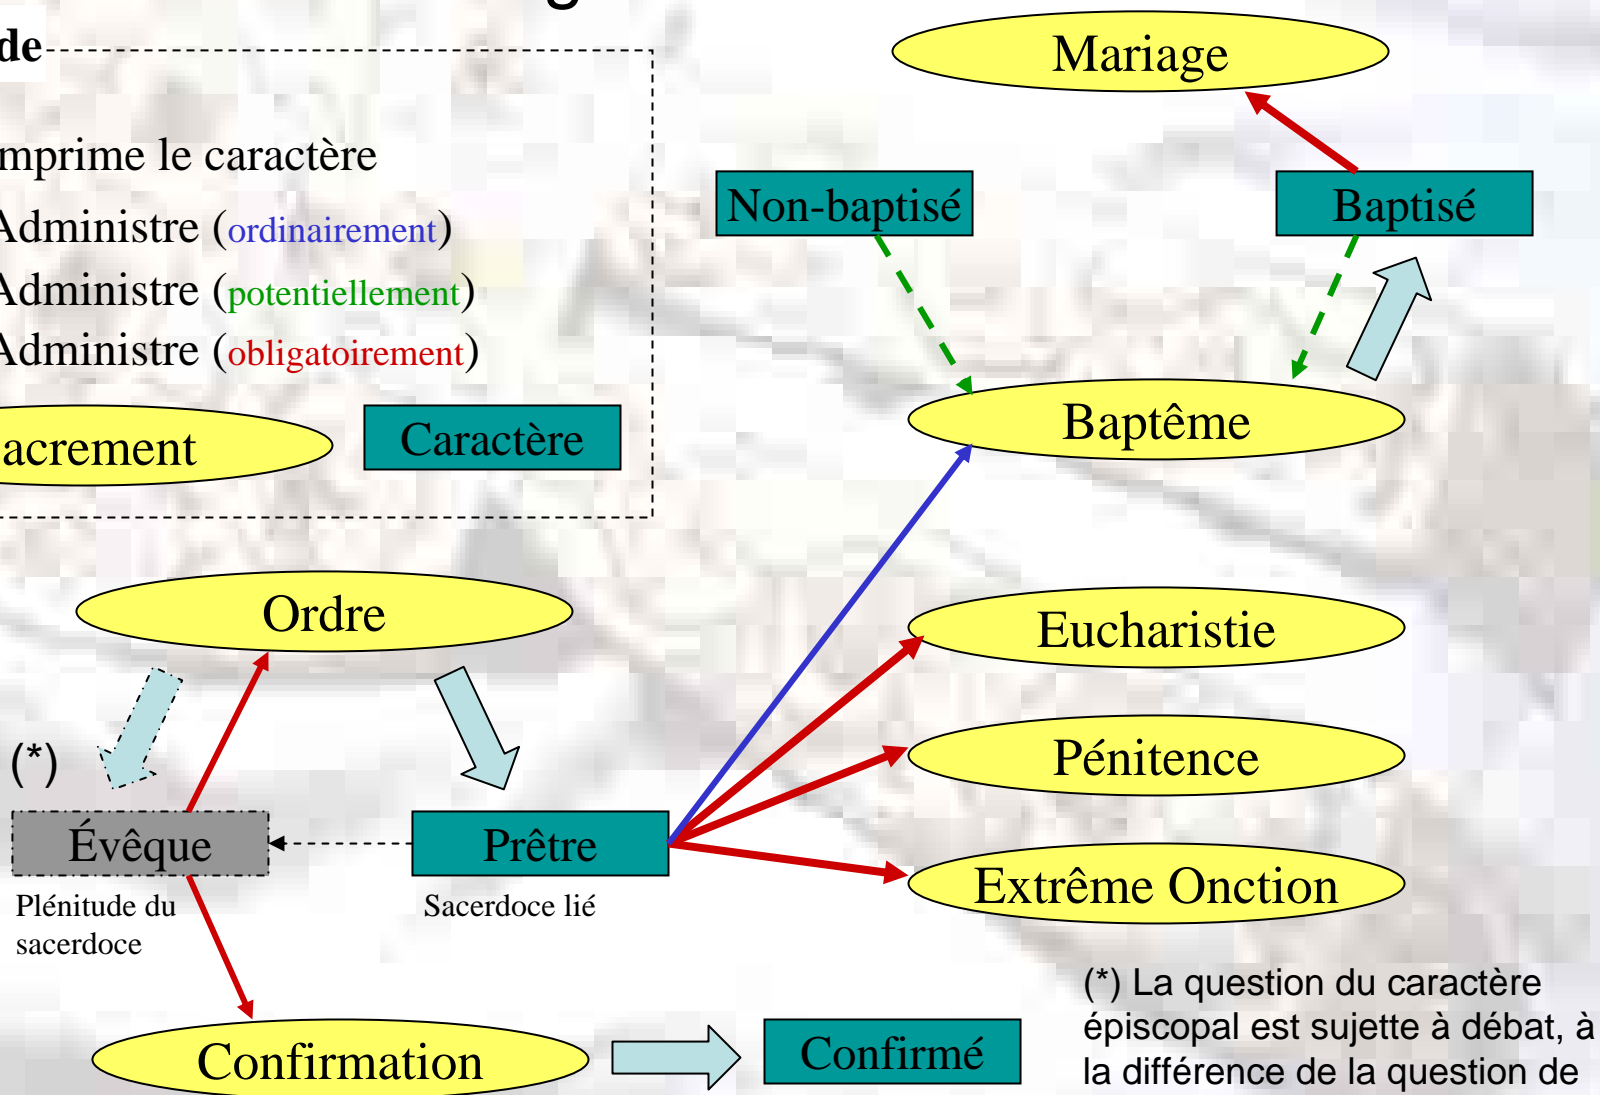 de
mprime le caractère
Administre (ordinairement)
Administre (potentiellement)
Administre (obligatoirement)
acrement
Caractère
Mariage
Non-baptisé
Baptisé
Baptême
Ordre
Eucharistie
(*)
Pénitence
Évêque
Prêtre
Extrême Onction
Plénitude du
sacerdoce
Sacerdoce lié
Confirmation
Confirmé
(*) La question du caractère
épiscopal est sujette à débat, à
la différence de la question de